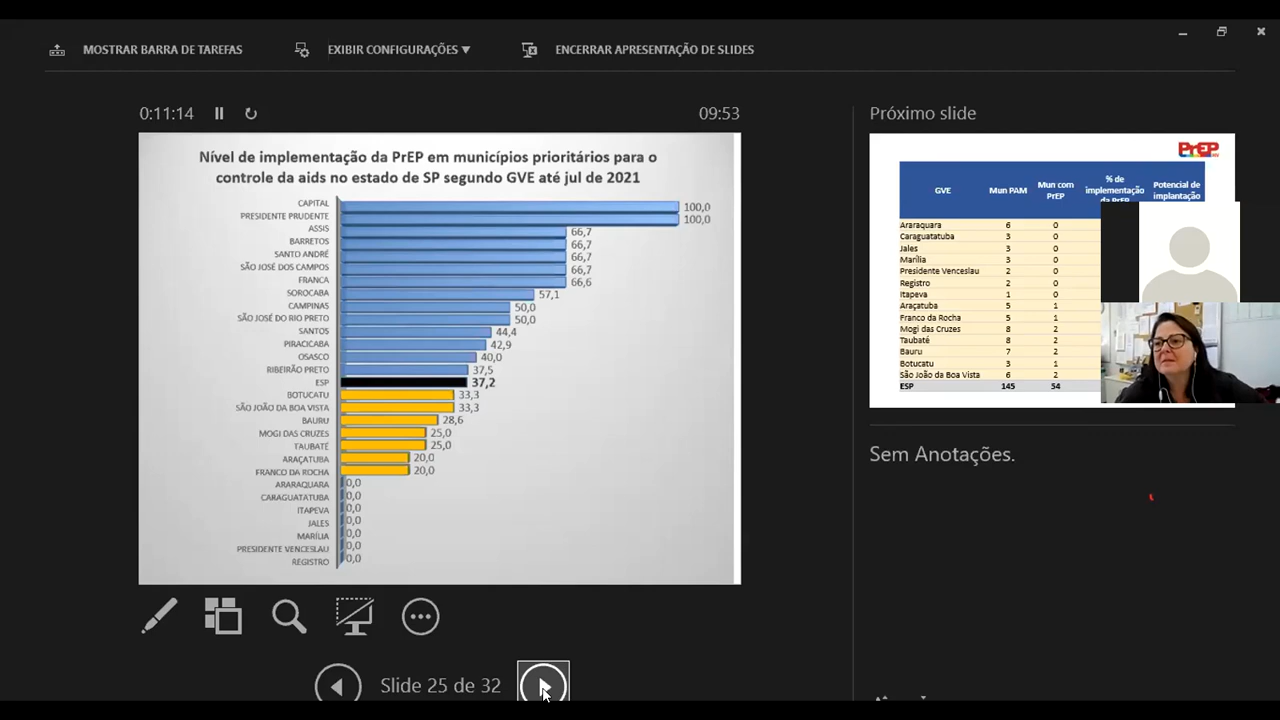 MOSTRAR BARRA DE TAREFAS
EXIBIR CONFIGURAÇÕES ▼
ENCERRAR APRESENTAÇÃO DE SLIDES
0:11:14
09:53
Nível de implementação da PrEP em municípios prioritários para o
controle da aids no estado de SP segundo GVE até jul de 2021
CAPITAL 100,0
PRESIDENTE PRUDENTE 100,0
ASSIS 66,7
BARRETOS 66,7
SANTO ANDRÉ 66,7
SÃO JOSÉ DOS CAMPOS 66,7
FRANCA 66,6
SOROCABA 57,1
CAMPINAS 50,0
SÃO JOSÉ DO RIO PRETO 50,0
SANTOS 44,4
PIRACICABA 42,9
OSASCO 40,0
RIBEIRÃO PRETO 37,5
ESP 37,2
BOTUCATU 33,3
SÃO JOÃO DA BOA VISTA 33,3
BAURU 28,6
MOGI DAS CRUZES 25,0
TAUBATÉ 25,0
ARAÇATUBA 20,0
FRANCO DA ROCHA 20,0
ARARAQUARA 0,0
CARAGUATATUBA 0,0
ITAPEVA 0,0
JALES 0,0
MARÍLIA 0,0
PRESIDENTE VENCESLAU 0,0
REGISTRO 0,0
Slide 25 de 32
Próximo slide
PrEP
GVE Mun PAM Mun com PrEP % de implementação da PrEP Potencial de implantação
Araraquara 6 0
Caraguatatuba 3 0
Jales 3 0
Marília 3 0
Presidente Venceslau 2 0
Registro 2 0
Itapeva 1 0
Araçatuba 5 1
Franco da Rocha 5 1
Mogi das Cruzes 8 2
Taubaté 8 2
Bauru 7 2
Botucatu 3 1
São João da Boa Vista 6 2
ESP 145 54
Sem Anotações.